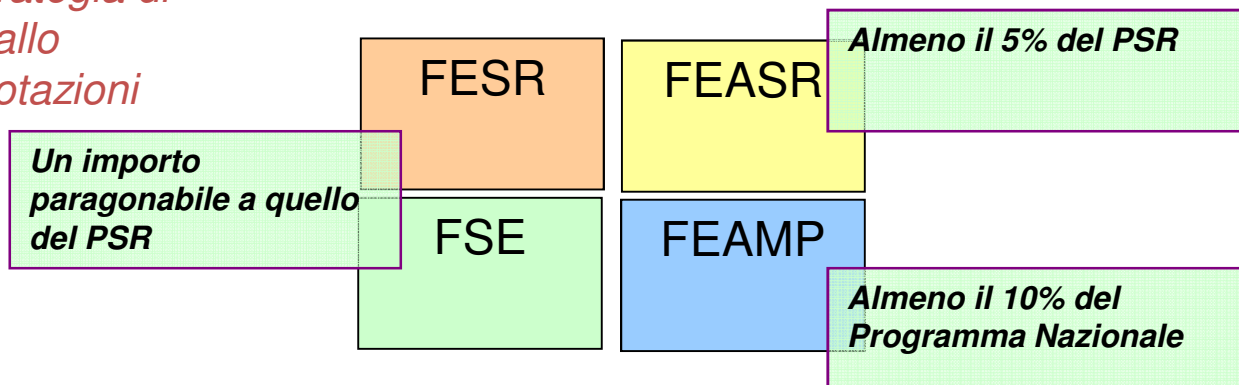 allo
otazioni
FESR
FEASR
Almeno il 5% del PSR
Un importo
paragonabile a quello
del PSR
FSE
FEAMP
Almeno il 10% del
Programma Nazionale